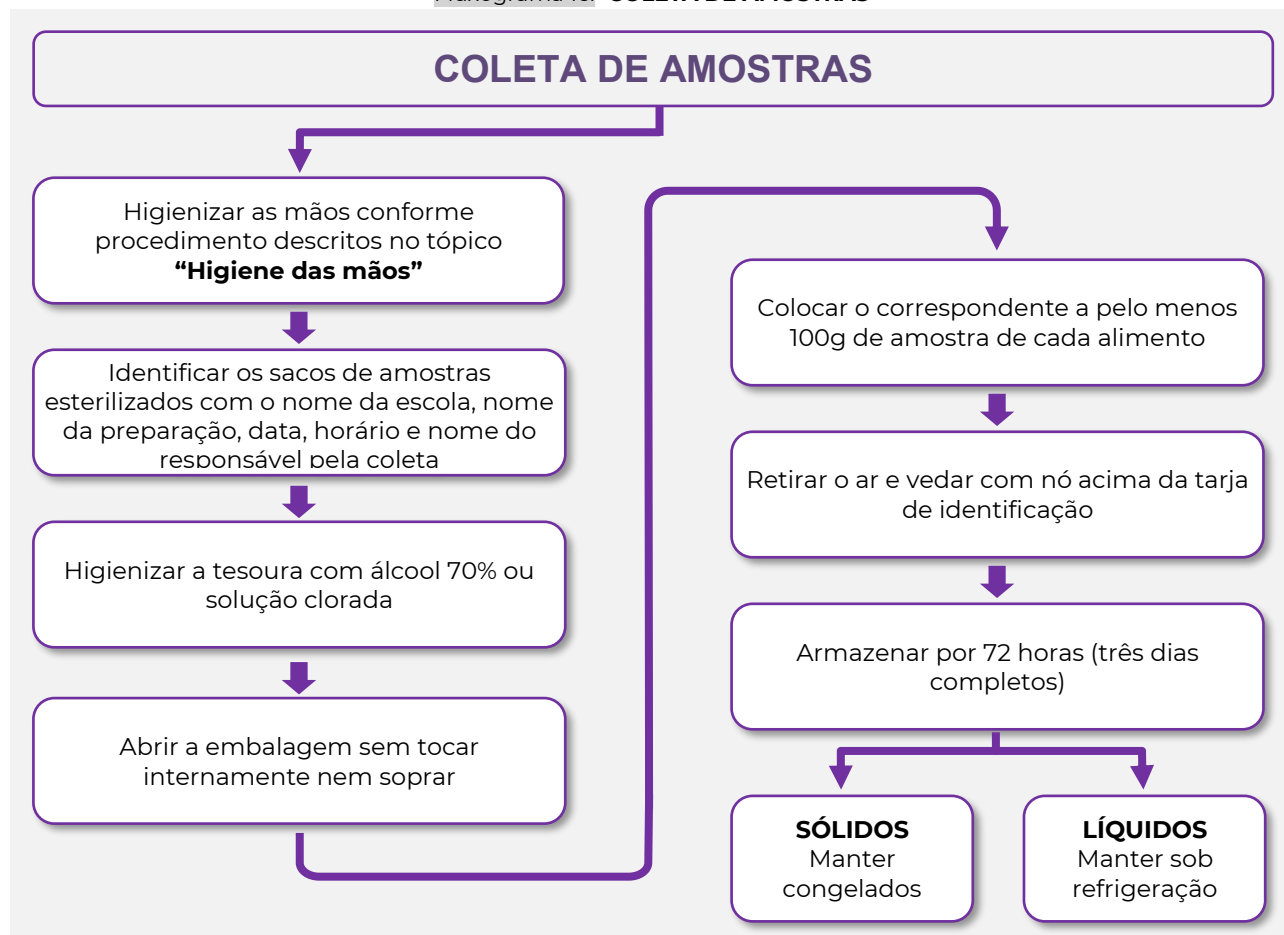 COLETA DE AMOSTRAS
COLETA DE AMOSTRAS
Higienizar as mãos conforme
procedimento descritos no tópico
“Higiene das mãos”
Identificar os sacos de amostras
esterilizados com o nome da escola, nome
da preparação, data, horário e nome do
responsável pela coleta
Higienizar a tesoura com álcool 70% ou
solução clorada
Abrir a embalagem sem tocar
internamente nem soprar
Colocar o correspondente a pelo menos
100g de amostra de cada alimento
Retirar o ar e vedar com nó acima da tarja
de identificação
Armazenar por 72 horas (três dias
completos)
SÓLIDOS
Manter
congelados
LÍQUIDOS
Manter sob
refrigeração